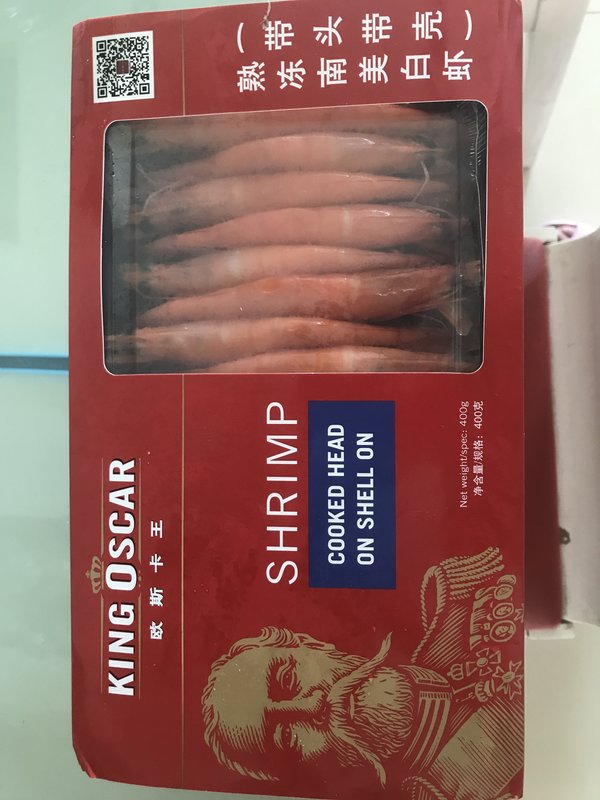 KING OSCAR
欧斯卡王
SHRIMP
COOKED HEAD
ON SHELL ON
Net weight/spec: 400g
净含量/规格：400克
熟冻南美白虾
（带头带壳）